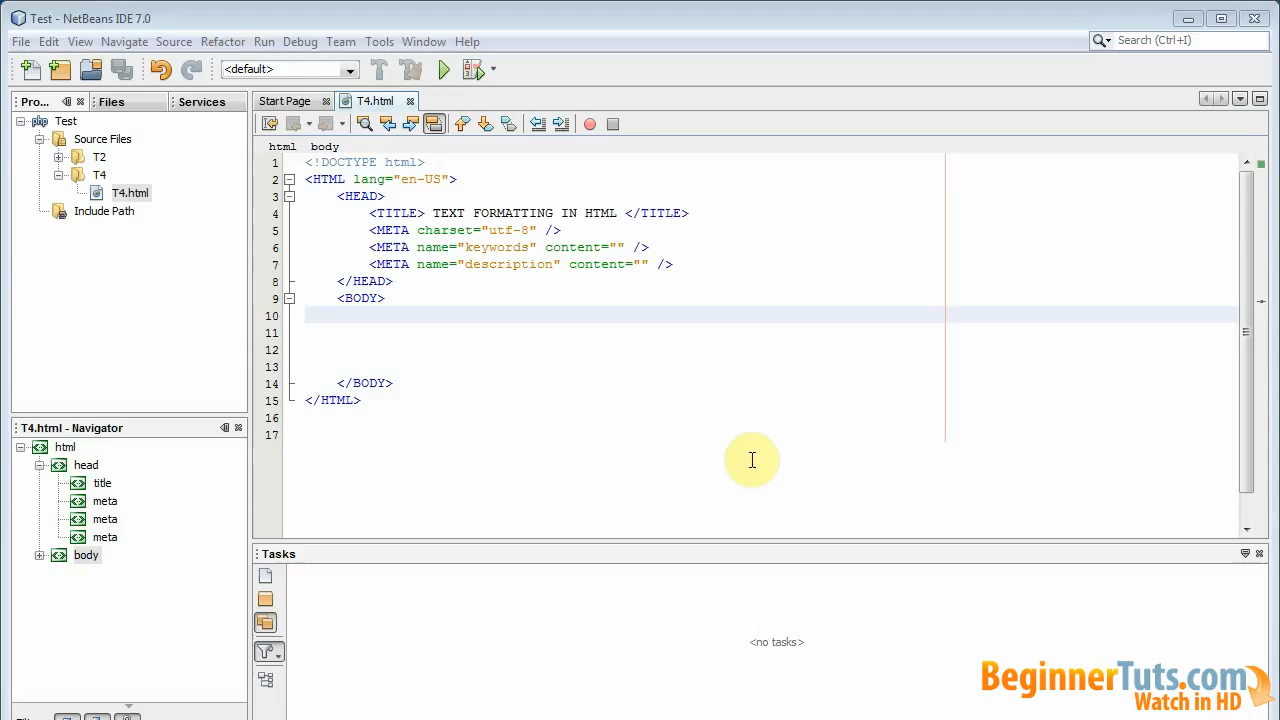 Test - NetBeans IDE 7.0
File Edit View Navigate Source Refactor Run Debug Team Tools Window Help
Search (Ctrl+I)
<default>
Pro... Files Services
Start Page T4.html
Test
Source Files
T2
T4
T4.html
Include Path
html body
1 <!DOCTYPE html>
2 <HTML lang="en-US">
3 <HEAD>
4 <TITLE> TEXT FORMATTING IN HTML </TITLE>
5 <META charset="utf-8" />
6 <META name="keywords" content="" />
7 <META name="description" content="" />
8 </HEAD>
9 <BODY>
10
11
12
13
14 </BODY>
15 </HTML>
16
17
T4.html - Navigator
html
head
title
meta
meta
meta
body
Tasks
<no tasks>
BeginnerTuts.com
Watch in HD